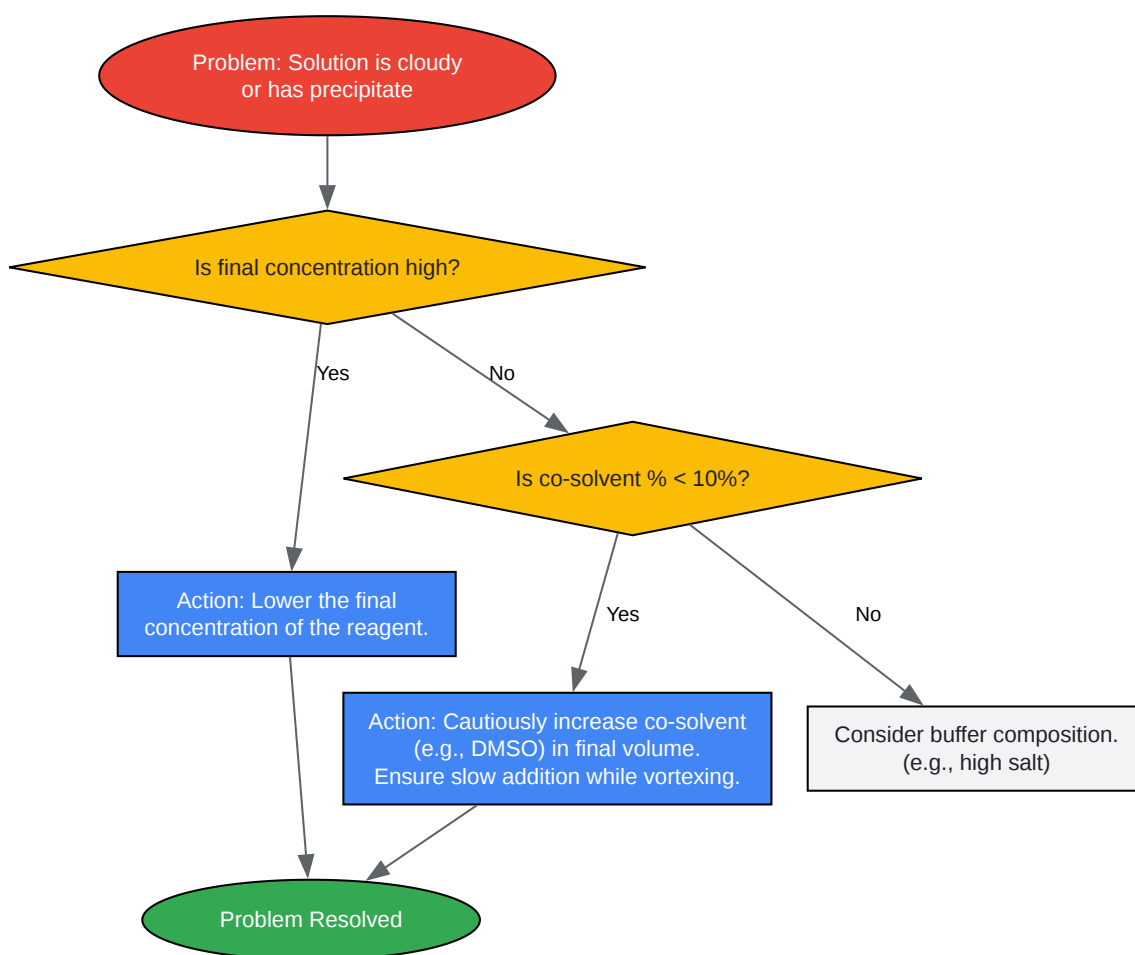 Problem: Solution is cloudy
or has precipitate
Is final concentration high?
Yes
No
Is co-solvent % < 10%?
Action: Lower the final
concentration of the reagent.
Yes
No
Action: Cautiously increase co-solvent
(e.g., DMSO) in final volume.
Ensure slow addition while vortexing.
Consider buffer composition.
(e.g., high salt)
Problem Resolved